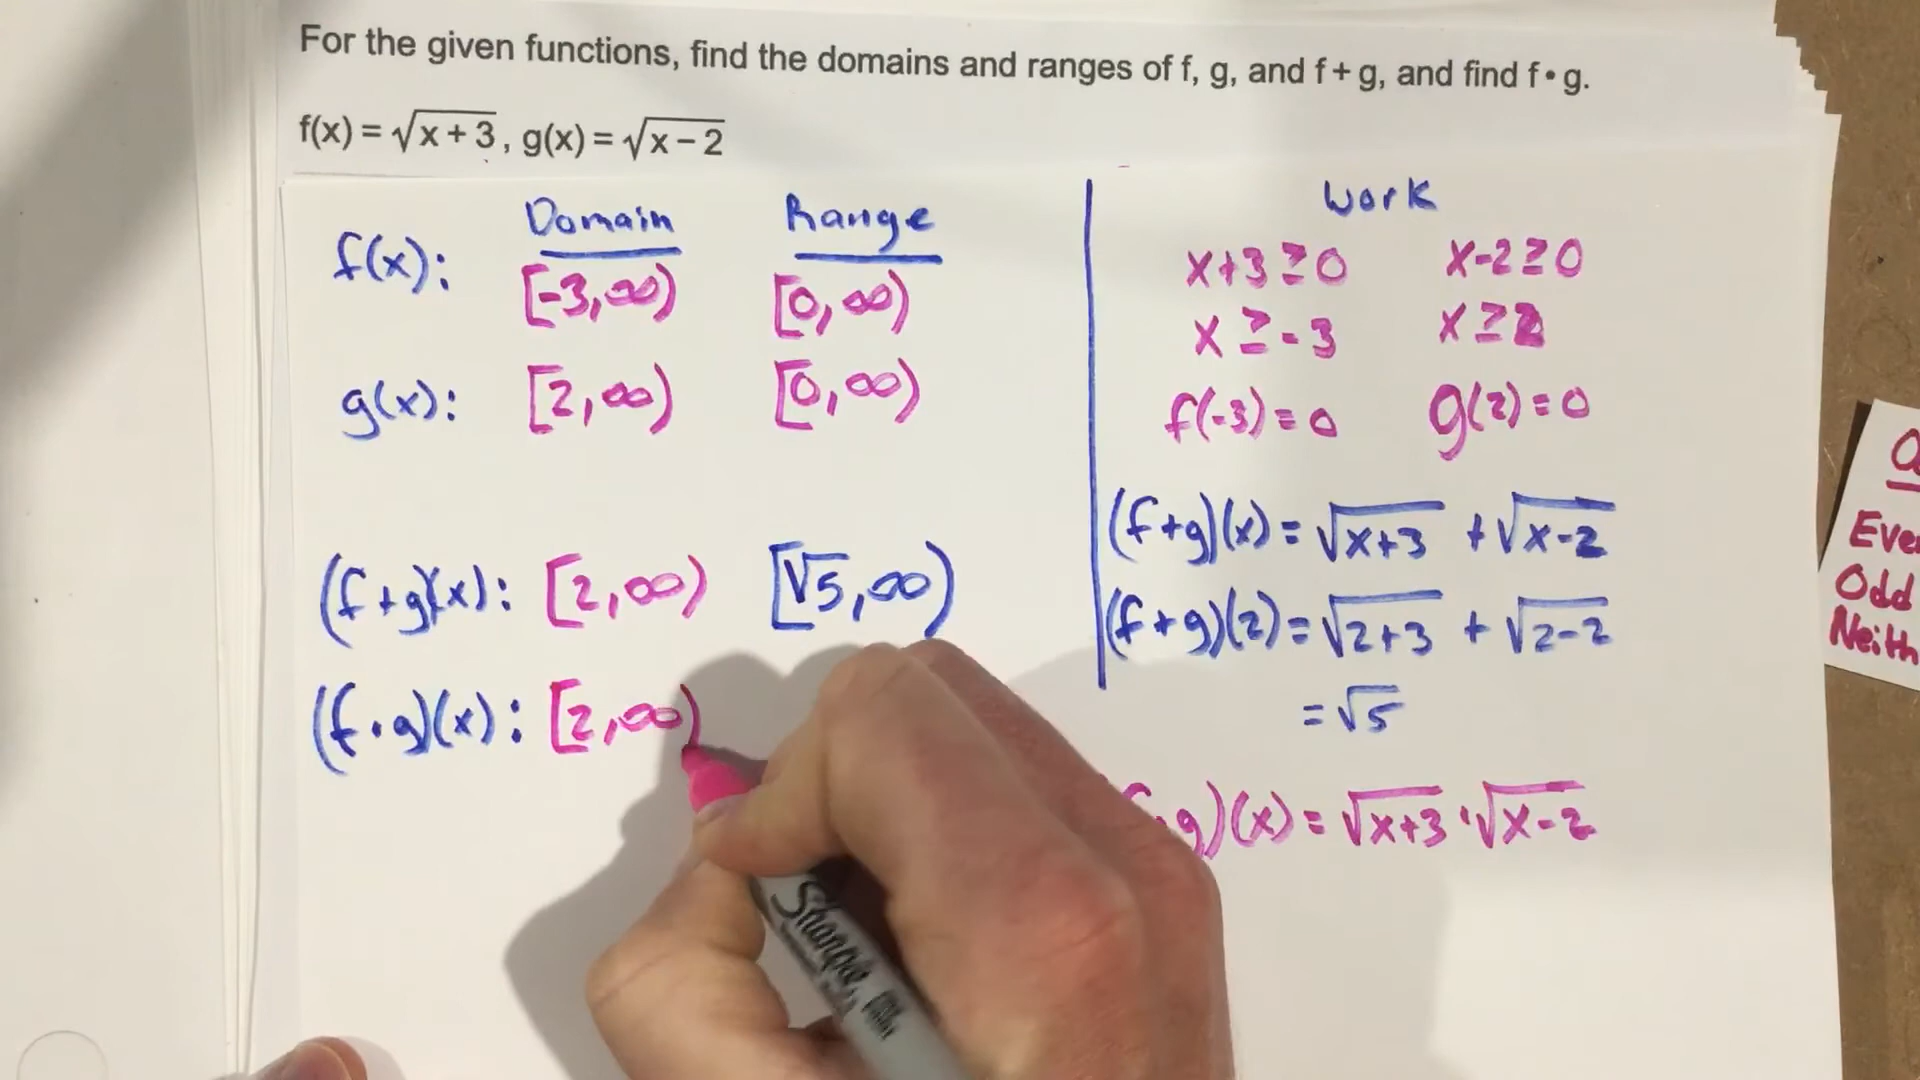 For the given functions, find the domains and ranges of f, g, and f + g, and find f • g.
f(x) = √x + 3, g(x) = √x − 2
Domain Range
f(x): [-3,∞) [0,∞)
g(x): [2,∞) [0,∞)
(f+g)(x): [2,∞) [√5,∞)
(f·g)(x): [2,∞)
Work
x+3≥0 x-2≥0
x≥-3 x≥2
f(-3)=0 g(2)=0
(f+g)(x)=√x+3 +√x-2
(f+g)(2)=√2+3 + √2-2
=√5
g)(x)=√x+3 ·√x-2
Sharpie
Odd